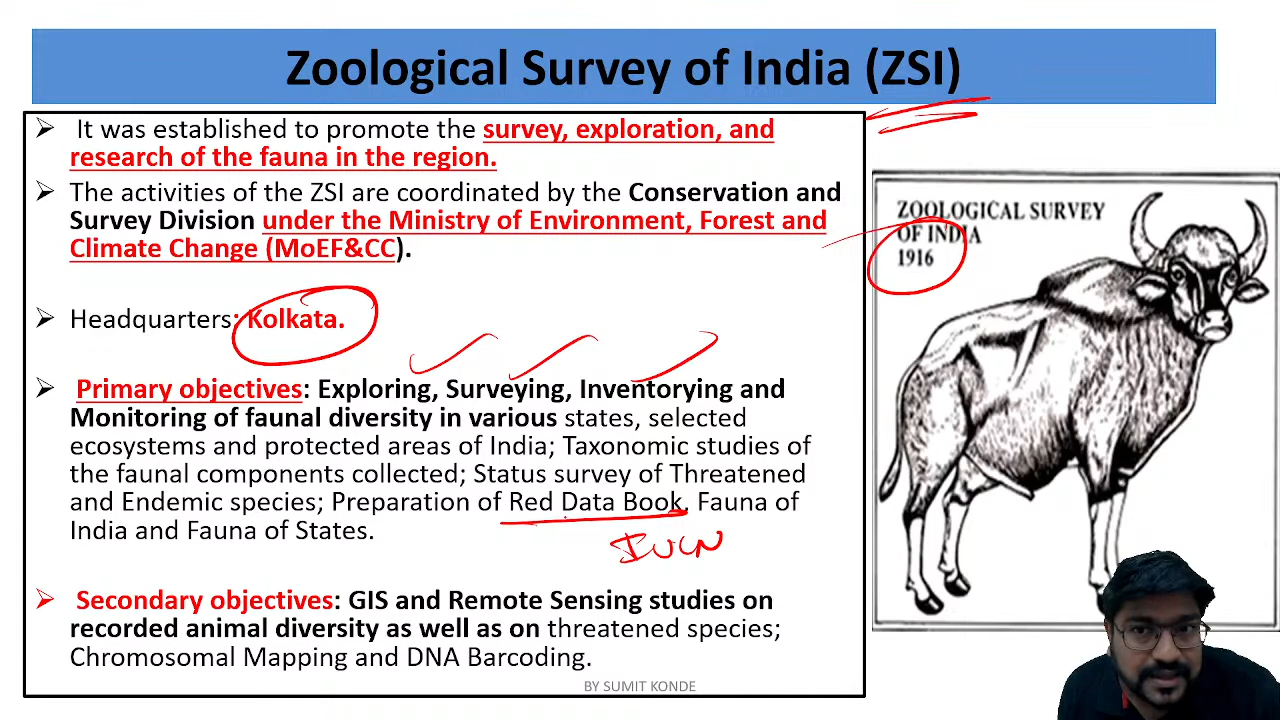 Zoological Survey of India (ZSI)
➢ It was established to promote the survey, exploration, and
research of the fauna in the region.
➢ The activities of the ZSI are coordinated by the Conservation and
Survey Division under the Ministry of Environment, Forest and
Climate Change (MoEF&CC).
➢ Headquarters: Kolkata.
➢ Primary objectives: Exploring, Surveying, Inventorying and
Monitoring of faunal diversity in various states, selected
ecosystems and protected areas of India; Taxonomic studies of
the faunal components collected; Status survey of Threatened
and Endemic species; Preparation of Red Data Book, Fauna of
India and Fauna of States.
IUCN
➢ Secondary objectives: GIS and Remote Sensing studies on
recorded animal diversity as well as on threatened species;
Chromosomal Mapping and DNA Barcoding.
BY SUMIT KONDE
ZOOLOGICAL SURVEY
OF INDIA
1916